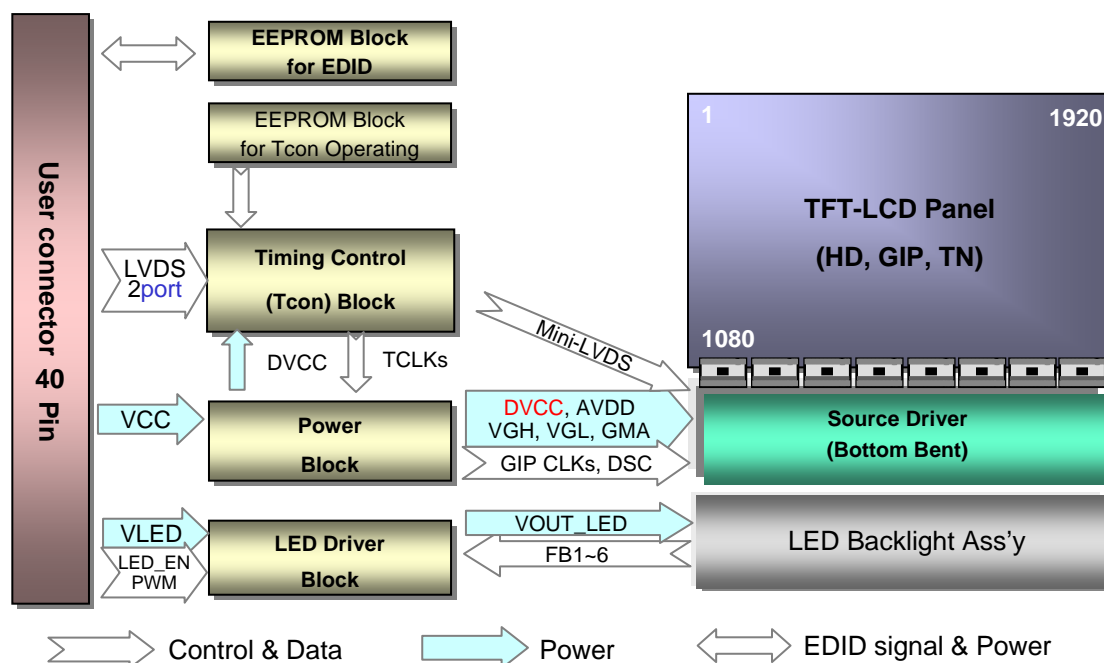 User connector 40 Pin
EEPROM Block
for EDID
EEPROM Block
for Tcon Operating
LVDS
2port
Timing Control
(Tcon) Block
DVCC
TCLKs
Mini-LVDS
VCC
Power
Block
DVCC, AVDD
VGH, VGL, GMA
GIP CLKs, DSC
VLED
LED_EN
PWM
LED Driver
Block
VOUT_LED
FB1~6
1
1920
TFT-LCD Panel
(HD, GIP, TN)
1080
Source Driver
(Bottom Bent)
LED Backlight Ass'y
Control & Data
Power
EDID signal & Power